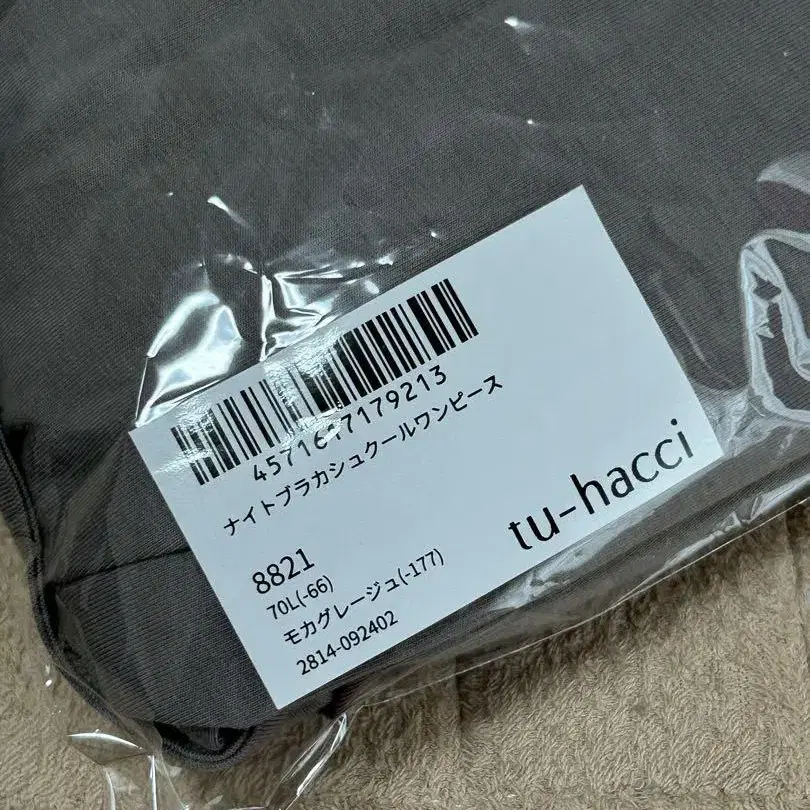 4571617179213
ナイトブラカシュクールワンピース
tu-hacci
8821
70L(-66)
モカグレージュ(-177)
2814-092402